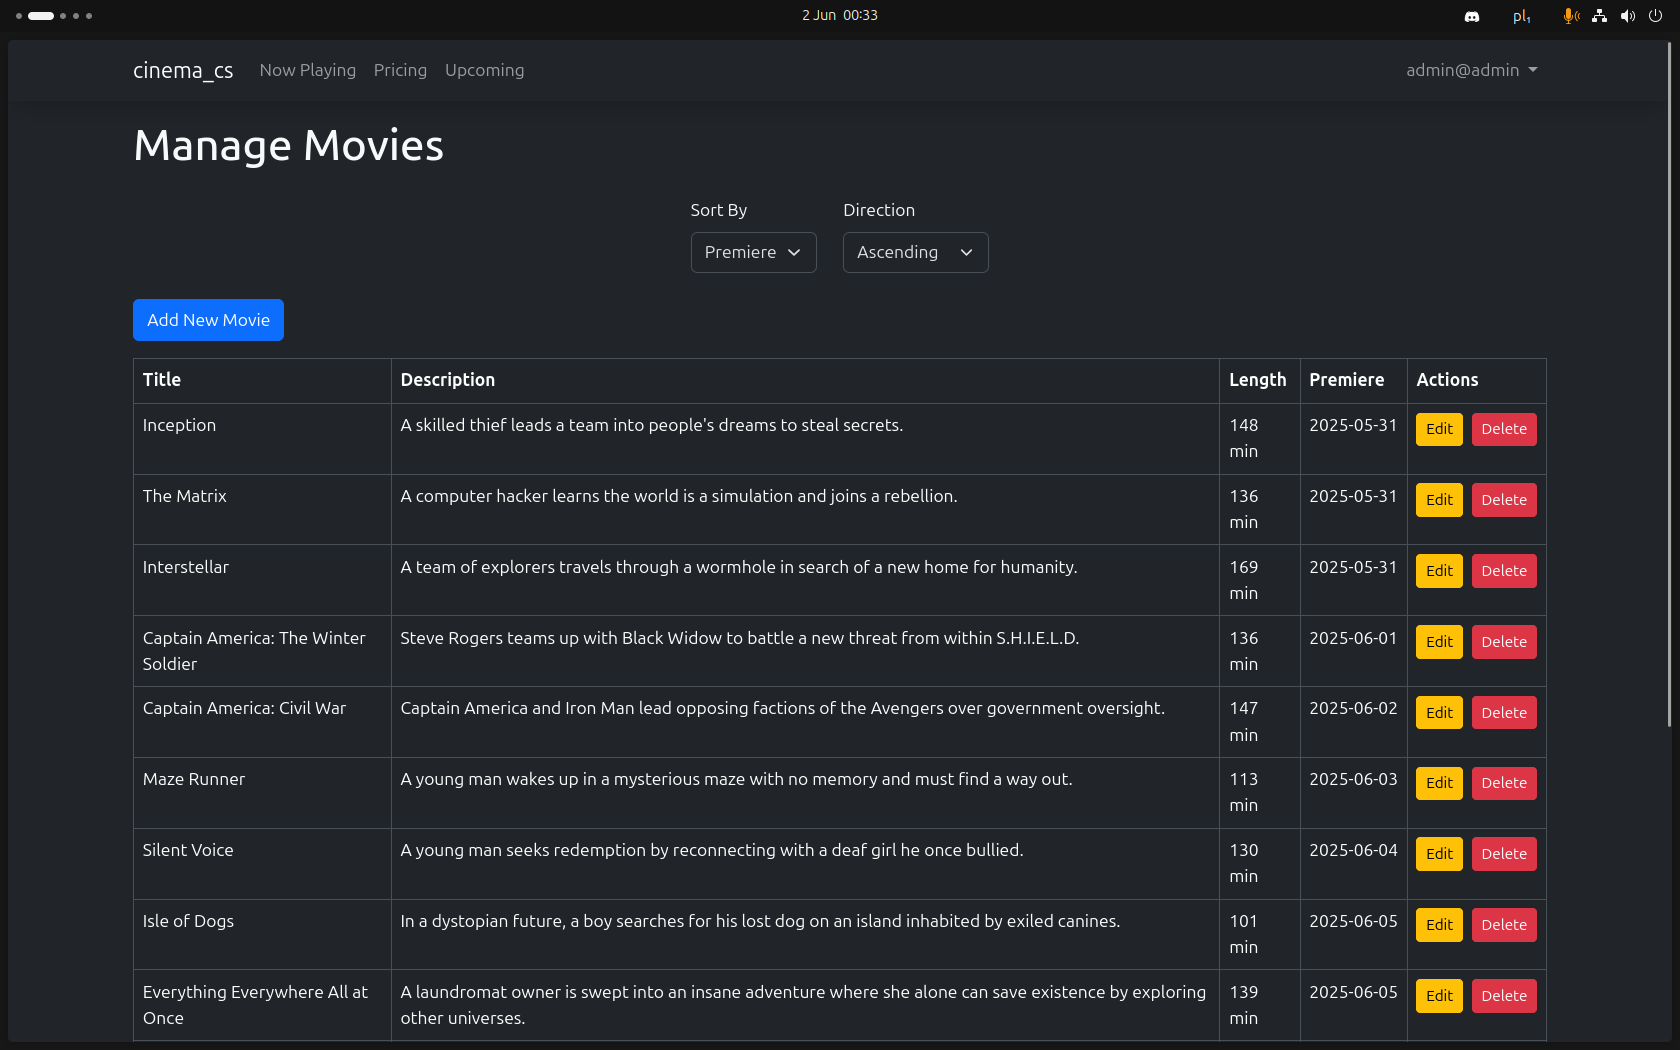 2 Jun 00:33
pl₁
cinema_cs Now Playing Pricing Upcoming admin@admin
Manage Movies
Sort By Direction
Premiere Ascending
Add New Movie
Title Description Length Premiere Actions
Inception A skilled thief leads a team into people's dreams to steal secrets. 148 min 2025-05-31 Edit Delete
The Matrix A computer hacker learns the world is a simulation and joins a rebellion. 136 min 2025-05-31 Edit Delete
Interstellar A team of explorers travels through a wormhole in search of a new home for humanity. 169 min 2025-05-31 Edit Delete
Captain America: The Winter Soldier Steve Rogers teams up with Black Widow to battle a new threat from within S.H.I.E.L.D. 136 min 2025-06-01 Edit Delete
Captain America: Civil War Captain America and Iron Man lead opposing factions of the Avengers over government oversight. 147 min 2025-06-02 Edit Delete
Maze Runner A young man wakes up in a mysterious maze with no memory and must find a way out. 113 min 2025-06-03 Edit Delete
Silent Voice A young man seeks redemption by reconnecting with a deaf girl he once bullied. 130 min 2025-06-04 Edit Delete
Isle of Dogs In a dystopian future, a boy searches for his lost dog on an island inhabited by exiled canines. 101 min 2025-06-05 Edit Delete
Everything Everywhere All at Once A laundromat owner is swept into an insane adventure where she alone can save existence by exploring other universes. 139 min 2025-06-05 Edit Delete